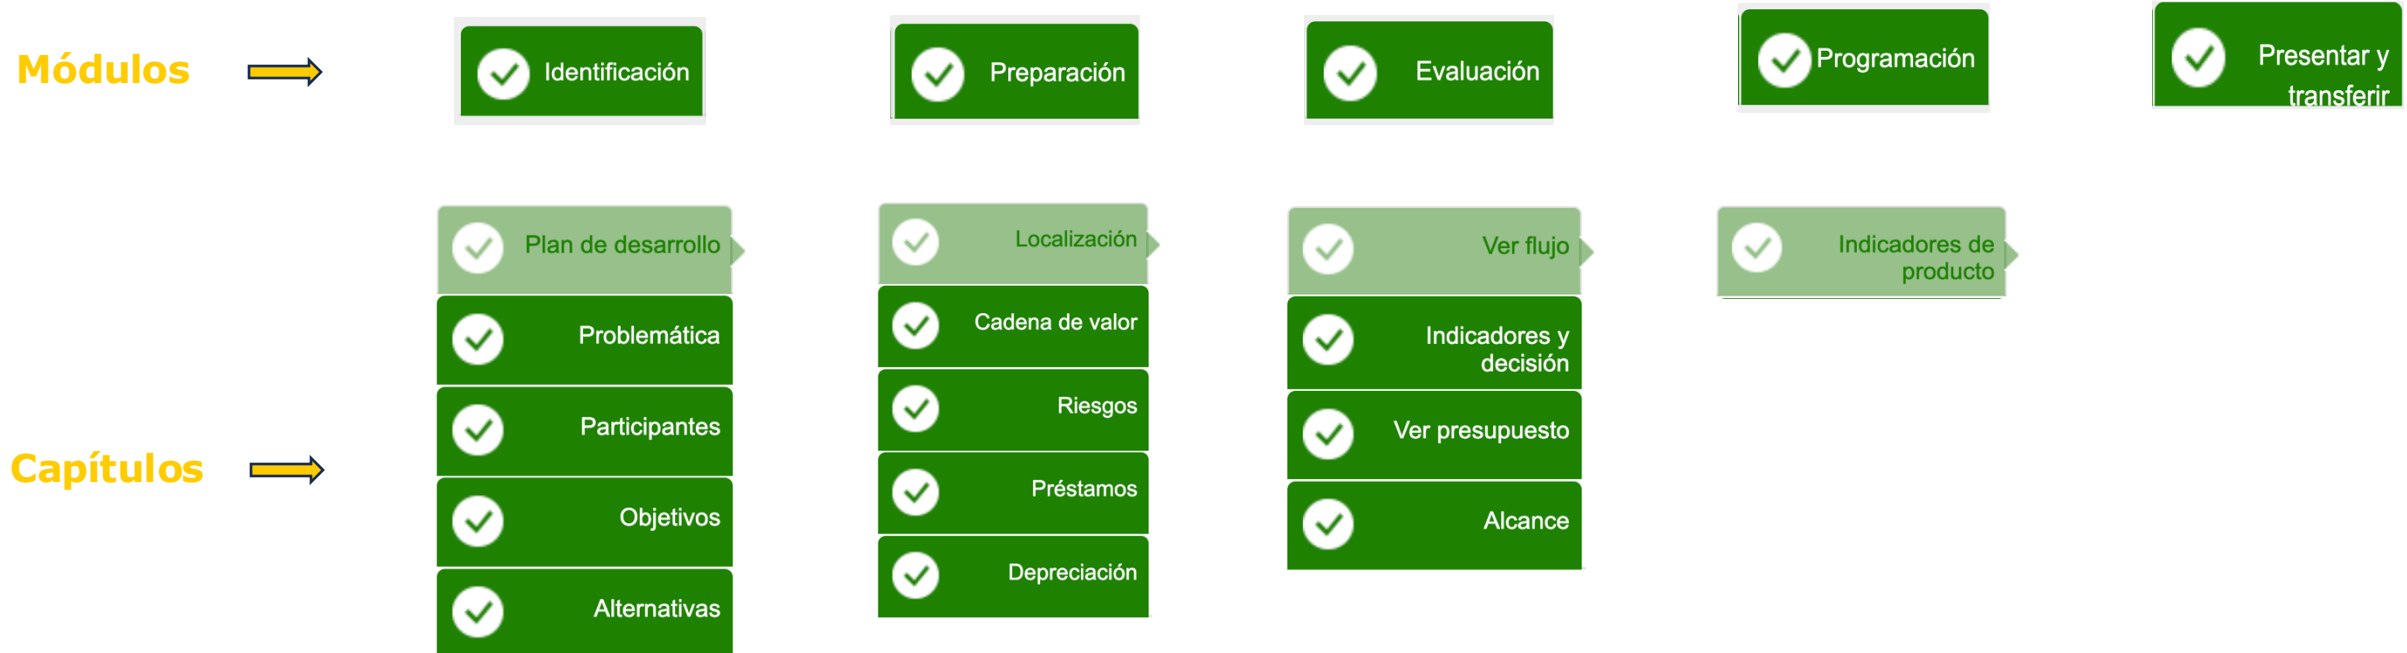 Módulos
Identificación
Preparación
Evaluación
Programación
Presentar y
transferir
Capítulos
Plan de desarrollo
Problemática
Participantes
Objetivos
Alternativas
Localización
Cadena de valor
Riesgos
Préstamos
Depreciación
Ver flujo
Indicadores y
decisión
Ver presupuesto
Alcance
Indicadores de
producto